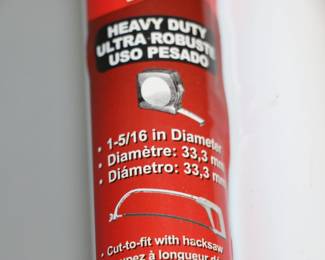 HEAVY DUTY
ULTRA ROBUSTE
USO PESADO
• 1-5/16 in Diameter
• Diamètre: 33,3 mm
• Diámetro: 33,3 mm
• Cut-to-fit with hacksaw
à longueur